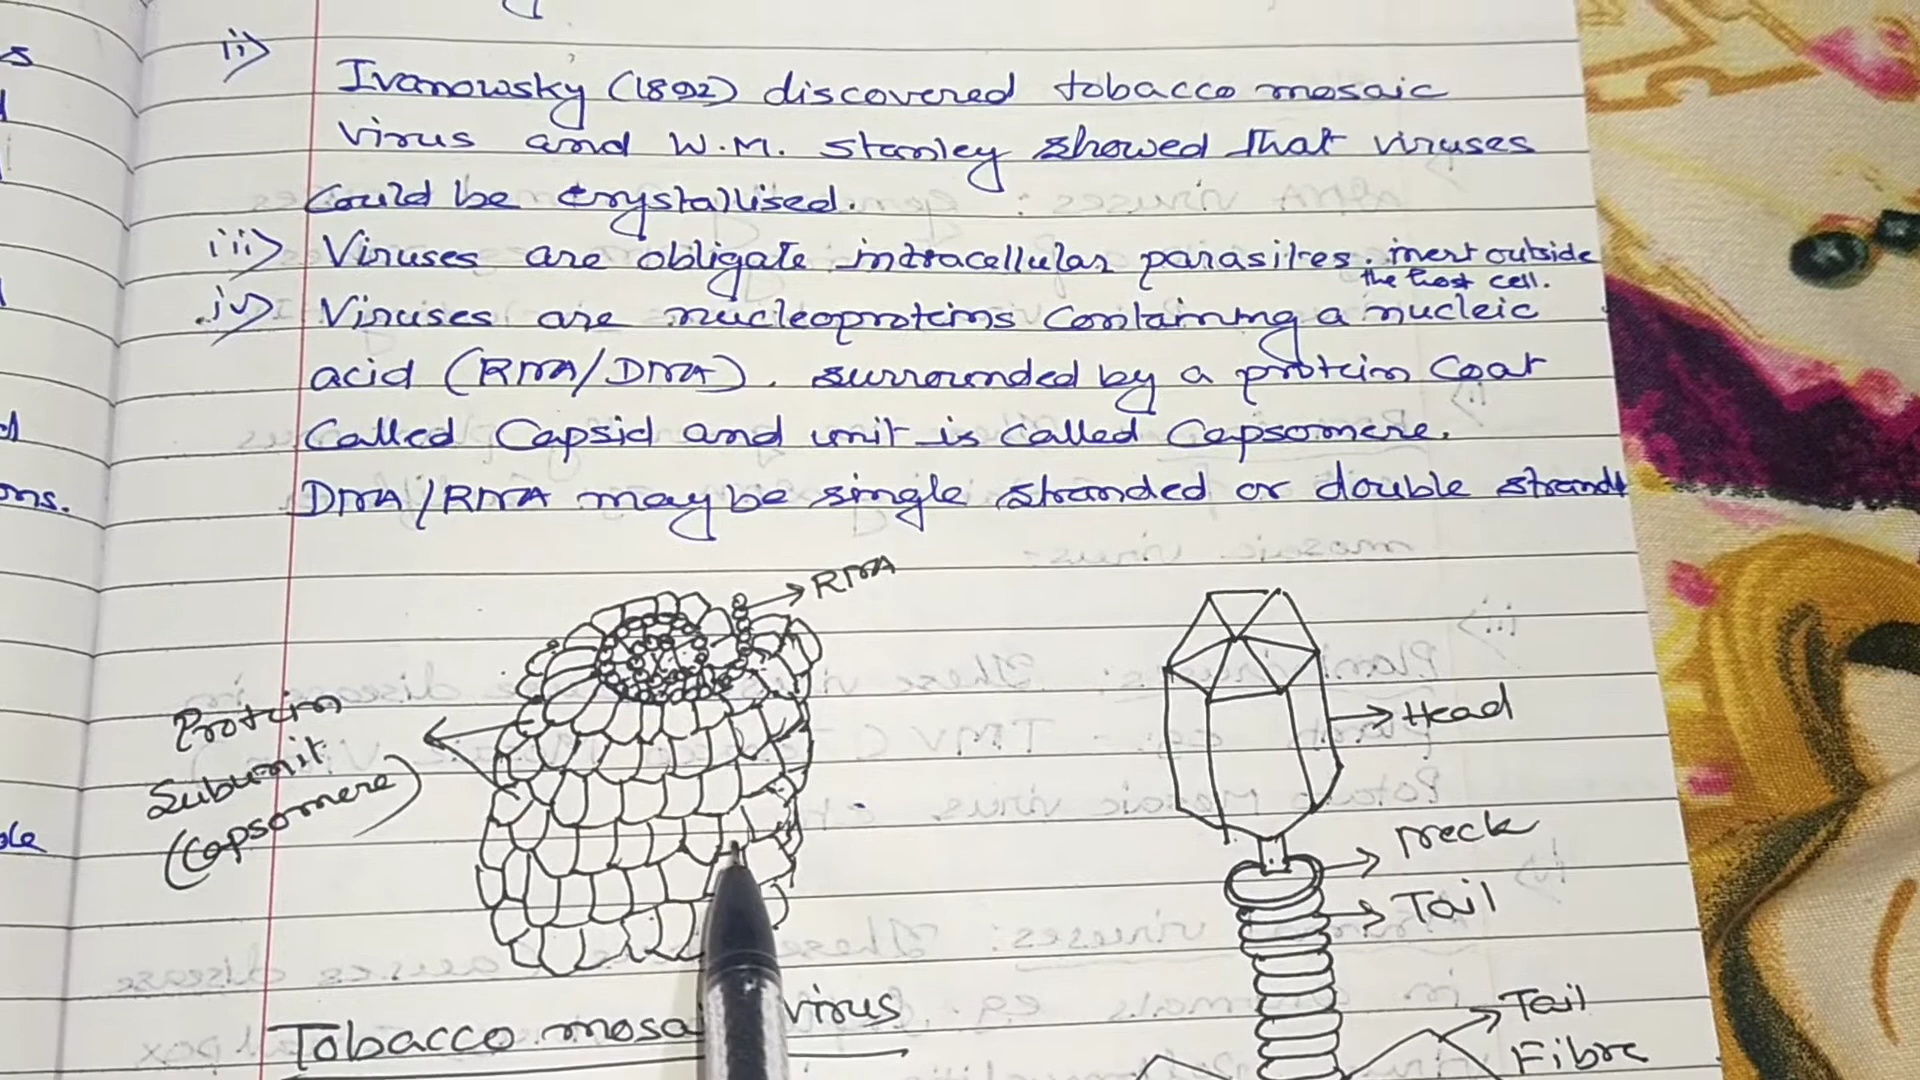 ii) Ivanowsky (1892) discovered tobacco mosaic
virus and W.M. Stanley showed that viruses
Could be crystallised.
iii) Viruses are obligate intracellular parasites. inert outside
the host cell.
iv) Viruses are nucleoproteins Containing a nucleic
acid (RNA/DNA). surrounded by a protein Coat
Called Capsid and unit is called Capsomere.
DNA/RNA may be single stranded or double strand
RNA
Protein
Subunit
(Capsomere)
Head
neck
Tail
Tail
Fibre
Tobacco mosa virus
ons.